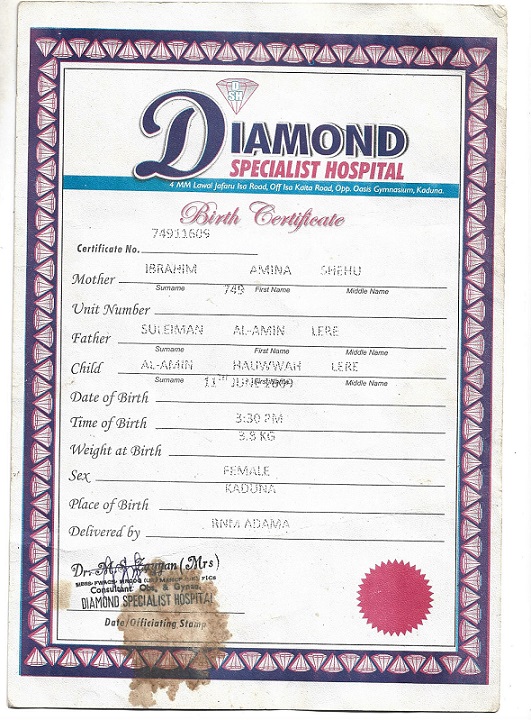 DSH
DIAMOND
SPECIALIST HOSPITAL
4 MM Lawal Jafaru Isa Road, Off Isa Kaita Road, Opp. Oasis Gymnasium, Kaduna.
Birth Certificate
Certificate No. 74911609
Mother IBRAHIM AMINA SHEHU
Surname First Name Middle Name
Unit Number 749
Father SULEIMAN AL-AMIN LERE
Surname First Name Middle Name
Child AL-AMIN HAUWWAH LERE
Surname First Name Middle Name
Date of Birth 11TH JUNE
Time of Birth 3:30 PM
Weight at Birth 3.8 KG
Sex FEMALE
Place of Birth KADUNA
Delivered by RNM ADAMA
Dr. (Mrs)
Consultant Obs. & Gynae
DIAMOND SPECIALIST HOSPITAL
Date/Officiating Stamp